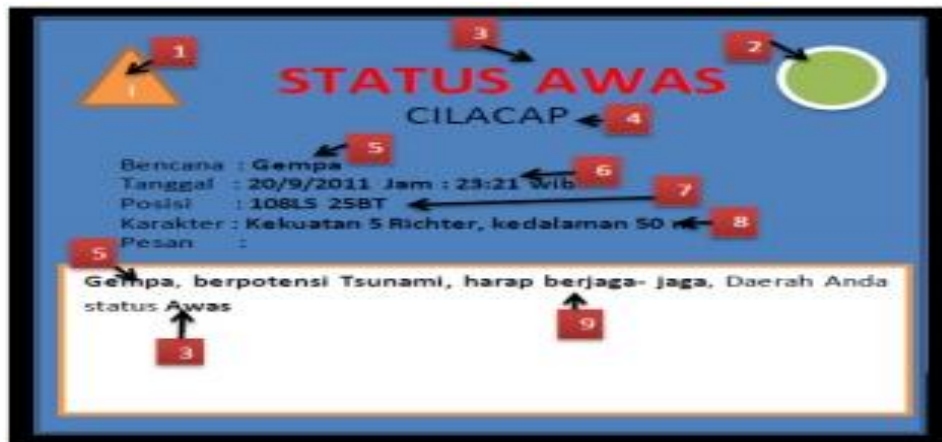 1
3
2
!
STATUS AWAS
CILACAP
4
5
Bencana : Gempa
6
Tanggal : 20/9/2011 Jam : 23:21 wib
7
Posisi : 108LS 25BT
Karakter : Kekuatan 5 Richter, kedalaman 50
8
Pesan :
5
Gempa, berpotensi Tsunami, harap berjaga- jaga, Daerah Anda
status Awas
9
3